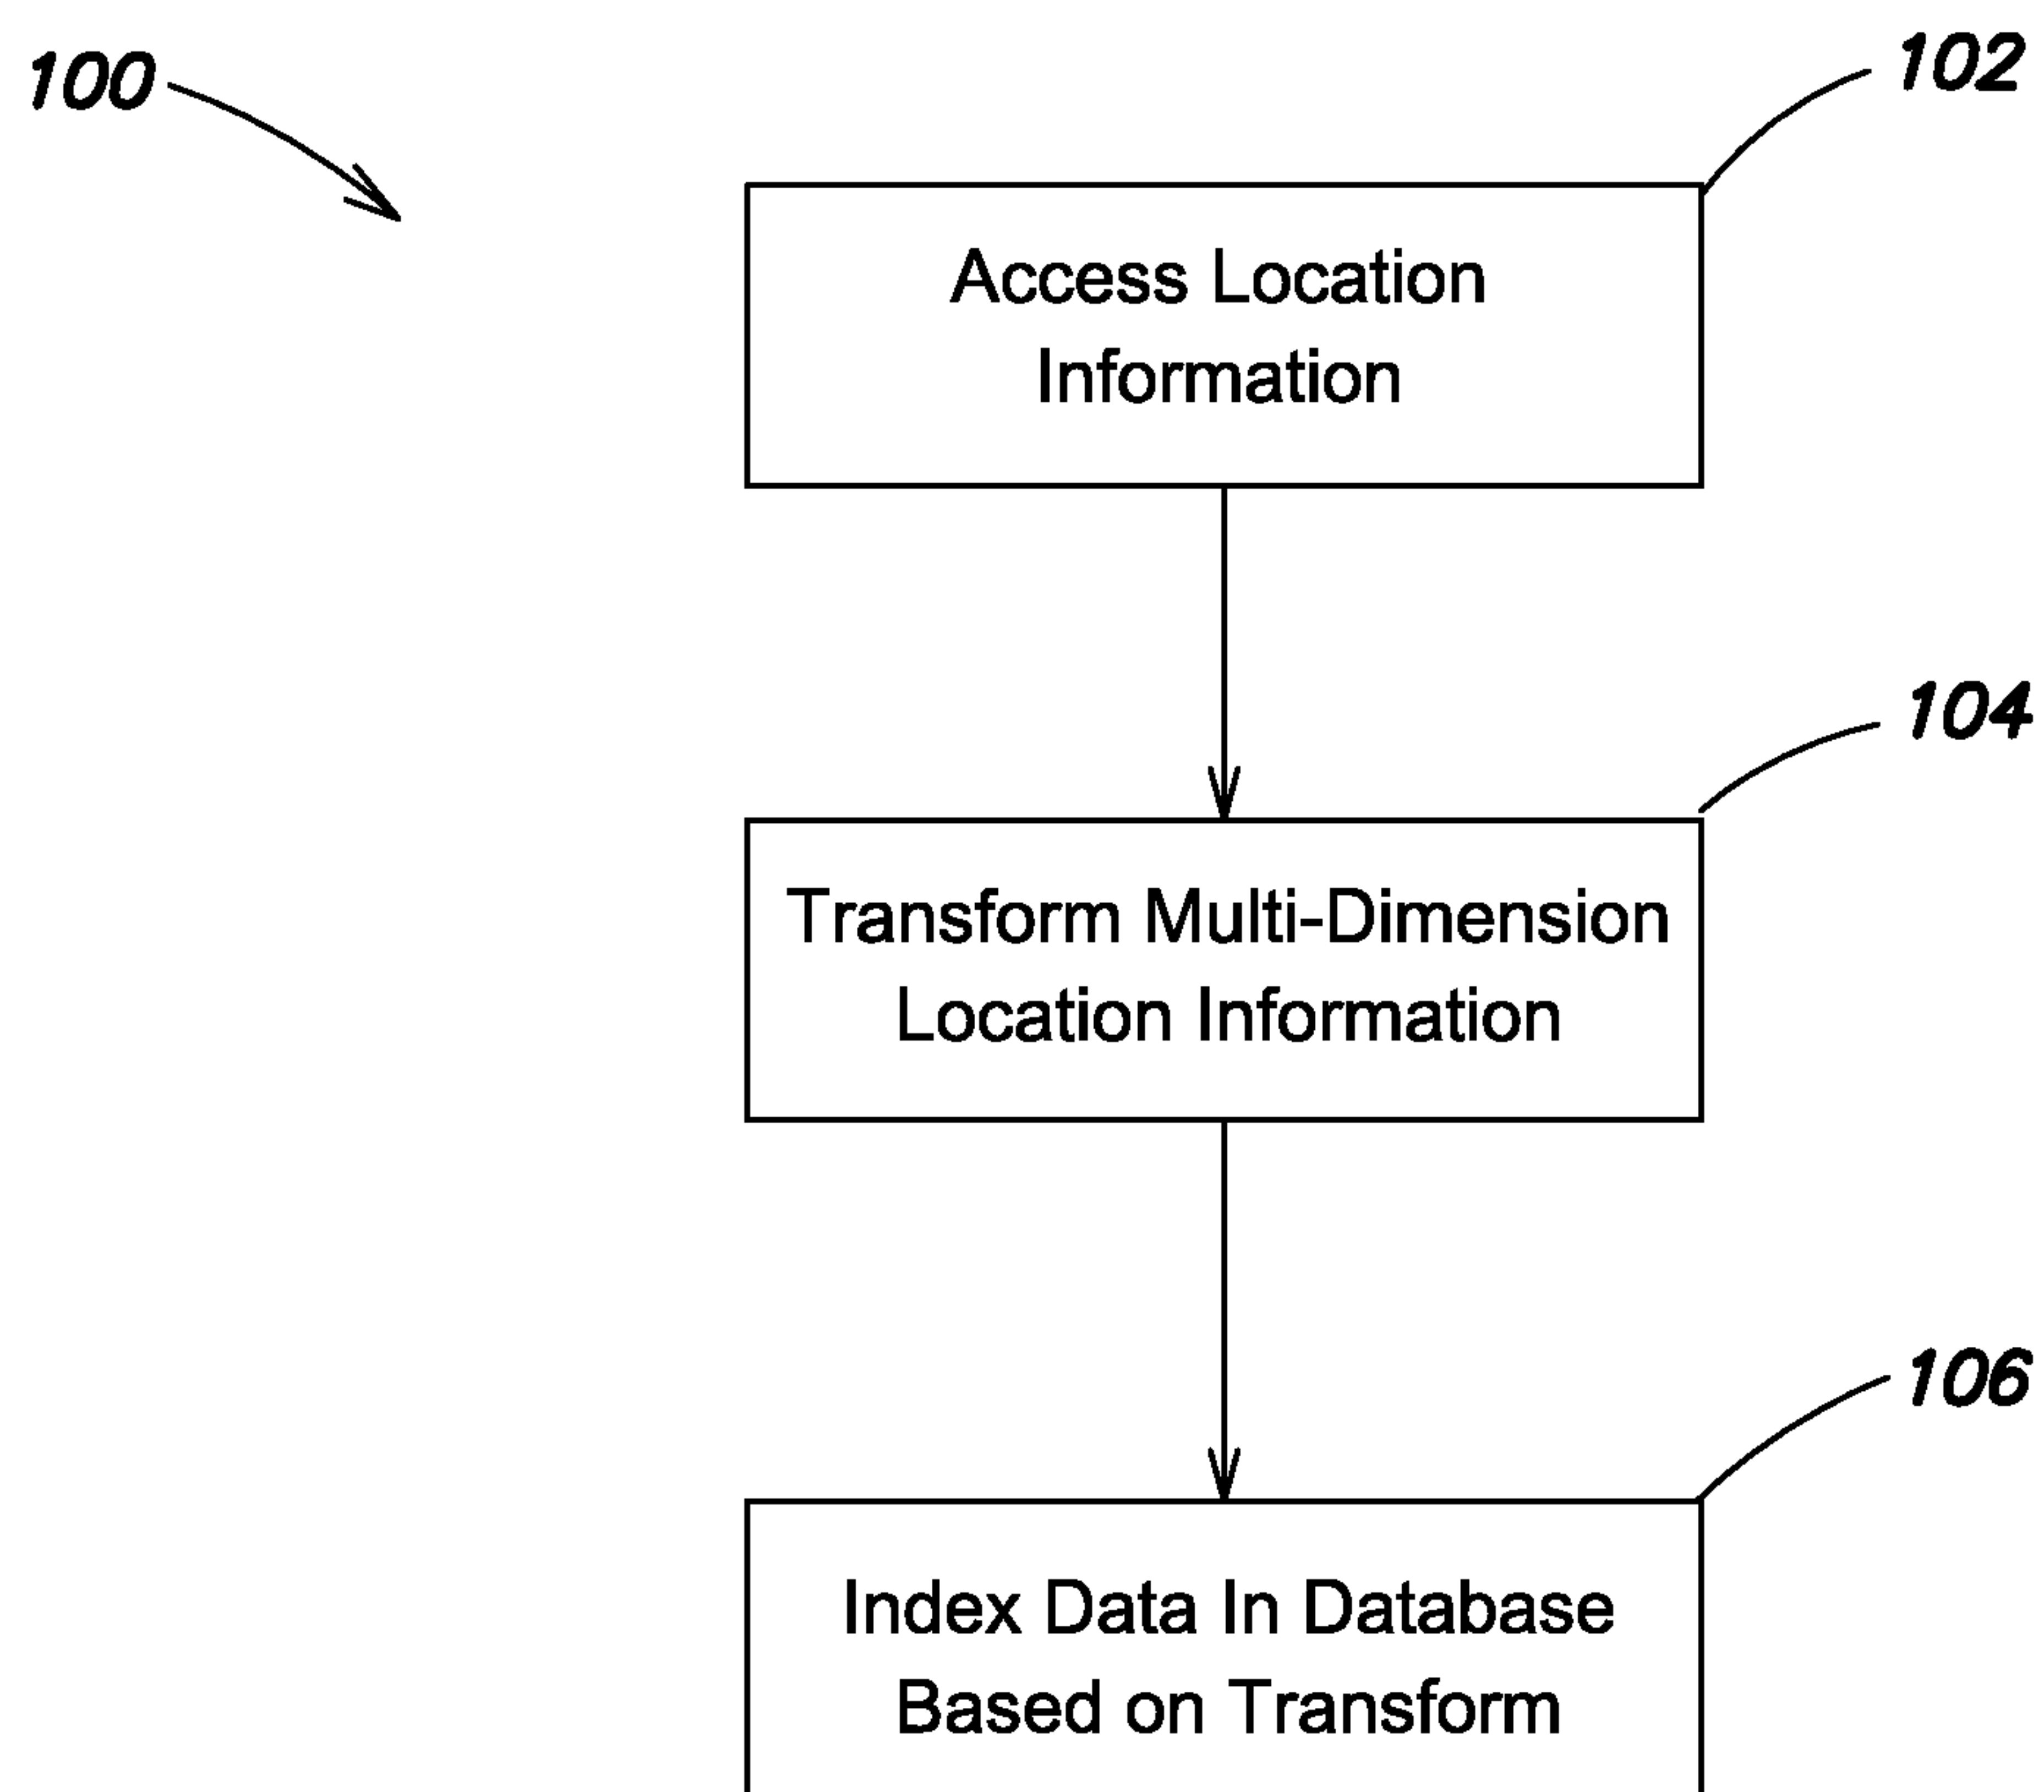 100
102
Access Location
Information
104
Transform Multi-Dimension
Location Information
106
Index Data In Database
Based on Transform